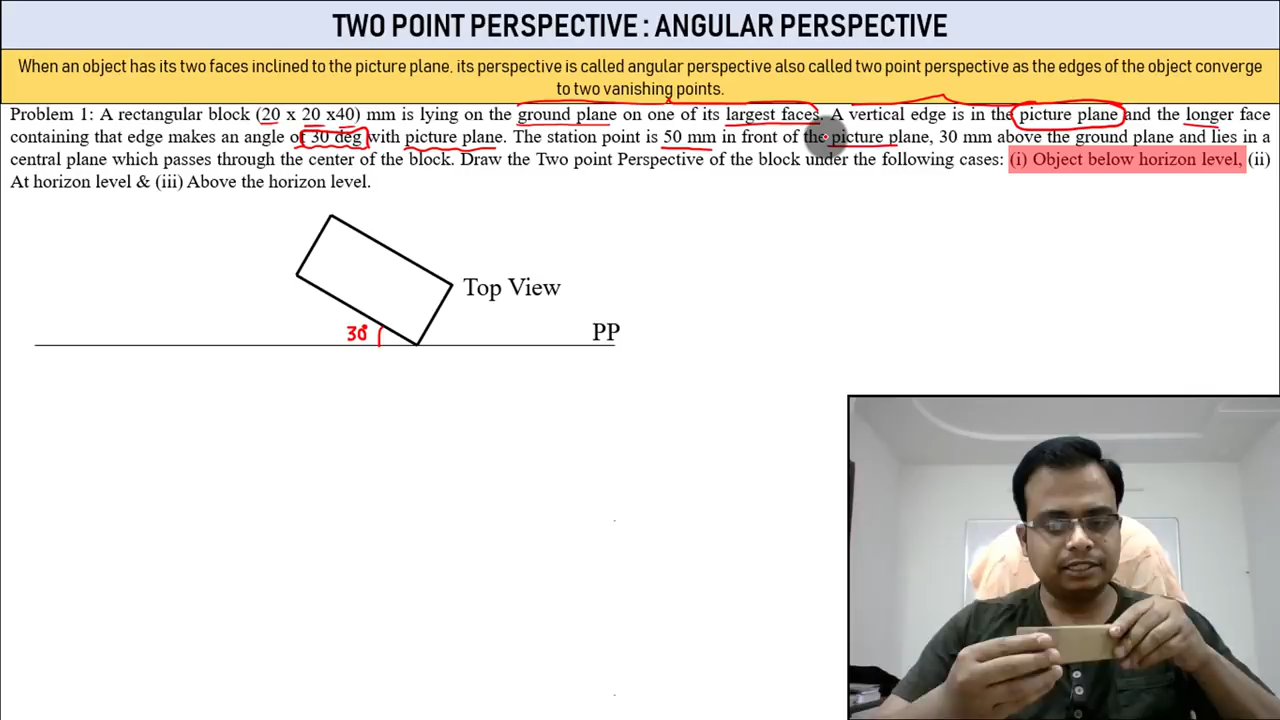 TWO POINT PERSPECTIVE : ANGULAR PERSPECTIVE
When an object has its two faces inclined to the picture plane. its perspective is called angular perspective also called two point perspective as the edges of the object converge
to two vanishing points.
Problem 1: A rectangular block (20 x 20 x40) mm is lying on the ground plane on one of its largest faces. A vertical edge is in the picture plane and the longer face
containing that edge makes an angle of 30 deg with picture plane. The station point is 50 mm in front of the picture plane, 30 mm above the ground plane and lies in a
central plane which passes through the center of the block. Draw the Two point Perspective of the block under the following cases: (i) Object below horizon level, (ii)
At horizon level & (iii) Above the horizon level.
Top View
30°
PP